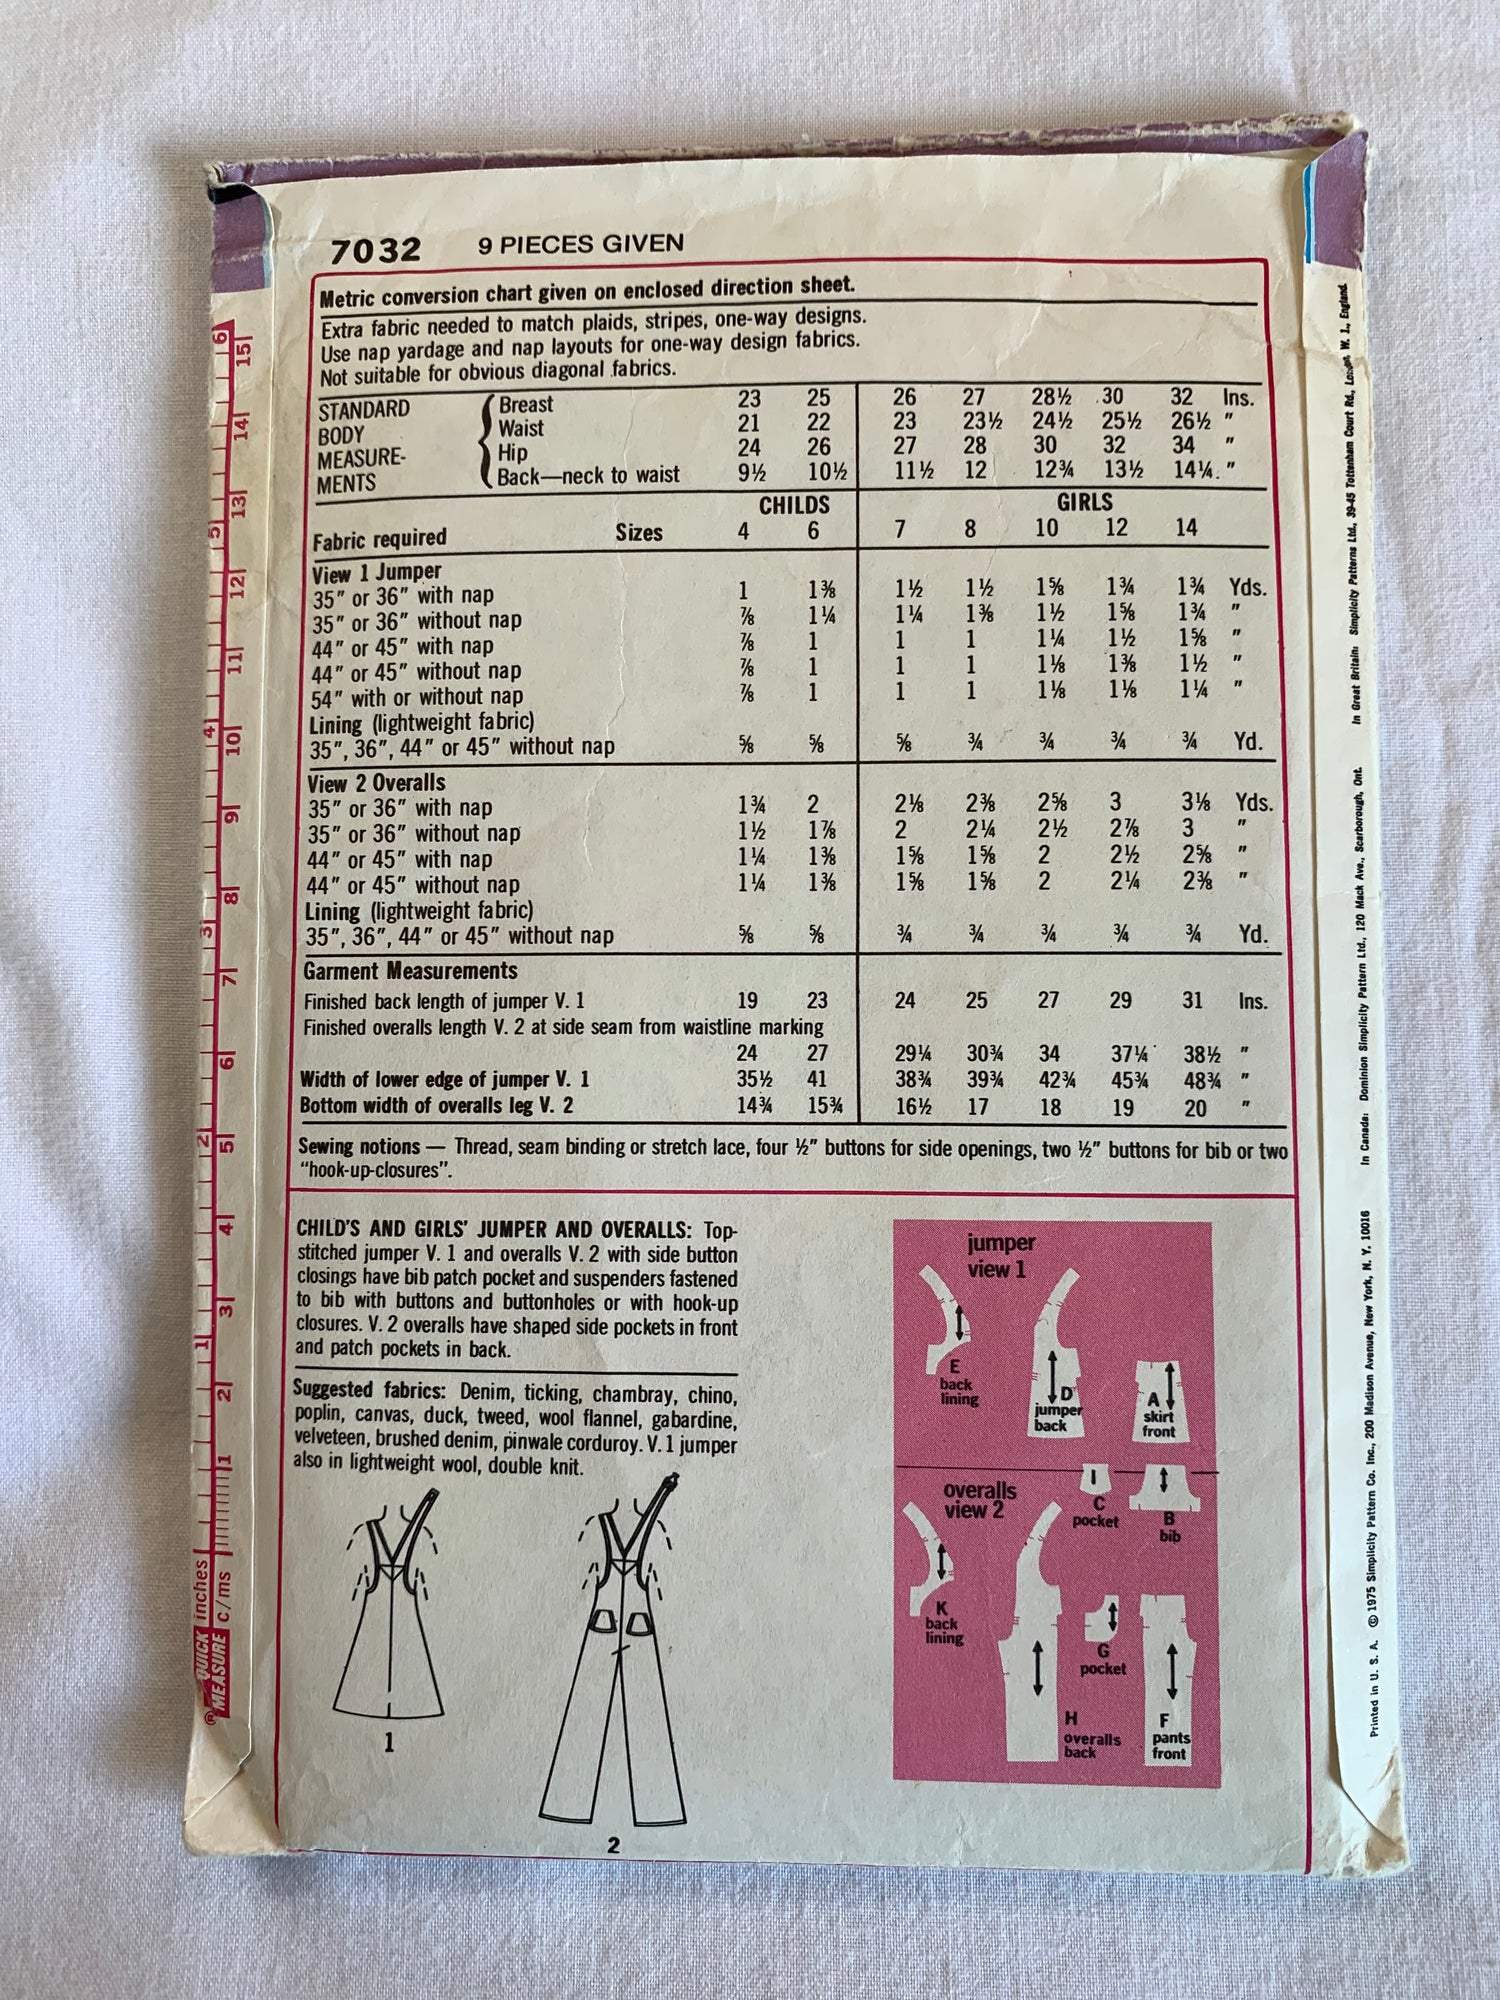 7032 9 PIECES GIVEN
Metric conversion chart given on enclosed direction sheet.
Extra fabric needed to match plaids, stripes, one-way designs.
Use nap yardage and nap layouts for one-way design fabrics.
Not suitable for obvious diagonal fabrics.
STANDARD BODY MEASURE-MENTS
Breast 23 25 26 27 28½ 30 32 Ins.
Waist 21 22 23 23½ 24½ 25½ 26½ "
Hip 24 26 27 28 30 32 34 "
Back—neck to waist 9½ 10½ 11½ 12 12¾ 13½ 14¼ "
CHILDS GIRLS
Fabric required Sizes 4 6 7 8 10 12 14
View 1 Jumper
35" or 36" with nap 1 1⅜ 1½ 1½ 1⅝ 1¾ 1¾ Yds.
35" or 36" without nap ⅞ 1¼ 1¼ 1⅜ 1½ 1⅝ 1¾ "
44" or 45" with nap ⅞ 1 1 1 1¼ 1½ 1⅝ "
44" or 45" without nap ⅞ 1 1 1 1⅛ 1⅜ 1½ "
54" with or without nap ⅞ 1 1 1 1⅛ 1⅛ 1¼ "
Lining (lightweight fabric)
35", 36", 44" or 45" without nap ⅝ ⅝ ⅝ ¾ ¾ ¾ ¾ Yd.
View 2 Overalls
35" or 36" with nap 1¾ 2 2⅛ 2⅜ 2⅝ 3 3⅛ Yds.
35" or 36" without nap 1½ 1⅞ 2 2¼ 2½ 2⅞ 3 "
44" or 45" with nap 1¼ 1⅜ 1⅝ 1⅝ 2 2½ 2⅝ "
44" or 45" without nap 1¼ 1⅜ 1⅝ 1⅝ 2 2¼ 2⅜ "
Lining (lightweight fabric)
35", 36", 44" or 45" without nap ⅝ ⅝ ¾ ¾ ¾ ¾ ¾ Yd.
Garment Measurements
Finished back length of jumper V. 1 19 23 24 25 27 29 31 Ins.
Finished overalls length V. 2 at side seam from waistline marking
24 27 29¼ 30¾ 34 37¼ 38½ "
Width of lower edge of jumper V. 1 35½ 41 38¾ 39¾ 42¾ 45¾ 48¾ "
Bottom width of overalls leg V. 2 14¾ 15¾ 16½ 17 18 19 20 "
Sewing notions — Thread, seam binding or stretch lace, four ½" buttons for side openings, two ½" buttons for bib or two
"hook-up-closures".
CHILD'S AND GIRLS' JUMPER AND OVERALLS: Top-
stitched jumper V. 1 and overalls V. 2 with side button
closings have bib patch pocket and suspenders fastened
to bib with buttons and buttonholes or with hook-up
closures. V. 2 overalls have shaped side pockets in front
and patch pockets in back.
Suggested fabrics: Denim, ticking, chambray, chino,
poplin, canvas, duck, tweed, wool flannel, gabardine,
velveteen, brushed denim, pinwale corduroy. V. 1 jumper
also in lightweight wool, double knit.
1
2
jumper
view 1
E
back
lining
D
jumper
back
A
skirt
front
overalls
view 2
C
pocket
B
bib
K
back
lining
G
pocket
H
overalls
back
F
pants
front
® QUICK MEASURE
inches 1 2 3 4 5 6
c/ms 1 2 3 4 5 6 7 8 9 10 11 12 13 14 15
Printed in U. S. A. © 1975 Simplicity Pattern Co. Inc., 200 Madison Avenue, New York, N. Y. 10016
In Canada: Dominion Simplicity Pattern Ltd., 120 Mack Ave., Scarborough, Ont.
In Great Britain: Simplicity Patterns Ltd., 39-45 Tottenham Court Rd., London, W. 1., England.